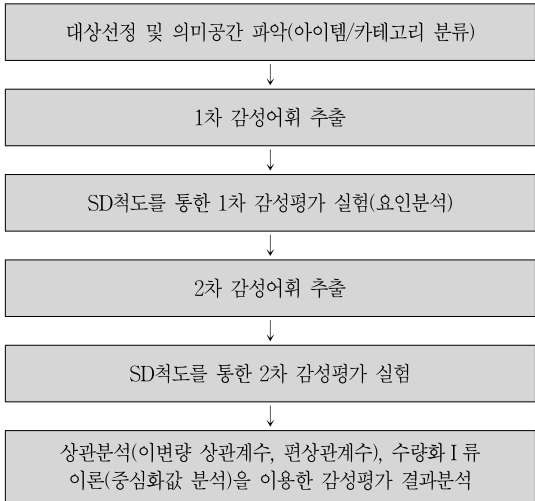 대상선정 및 의미공간 파악(아이템/카테고리 분류)
1차 감성어휘 추출
SD척도를 통한 1차 감성평가 실험(요인분석)
2차 감성어휘 추출
SD척도를 통한 2차 감성평가 실험
상관분석(이변량 상관계수, 편상관계수), 수량화Ⅰ류
이론(중심화값 분석)을 이용한 감성평가 결과분석